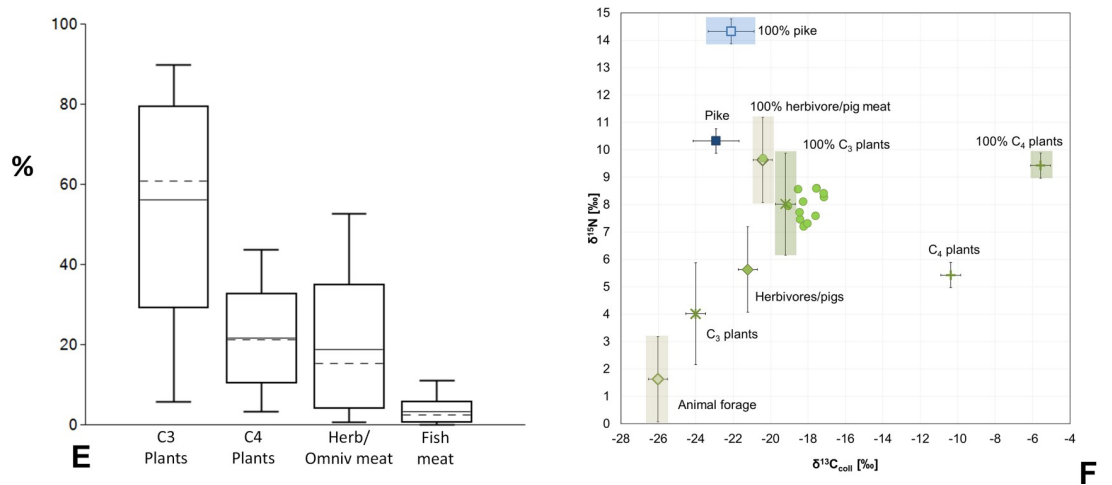 100
80
60
40
20
0
%
C3
Plants
C4
Plants
Herb/
Omniv meat
Fish
meat
E
15
14
13
12
11
10
9
8
7
6
5
4
3
2
1
0
δ¹⁵N [‰]
100% pike
Pike
100% herbivore/pig meat
100% C₃ plants
100% C₄ plants
C₄ plants
Herbivores/pigs
C₃ plants
Animal forage
-28 -26 -24 -22 -20 -18 -16 -14 -12 -10 -8 -6 -4
δ¹³Ccoll [‰]
F